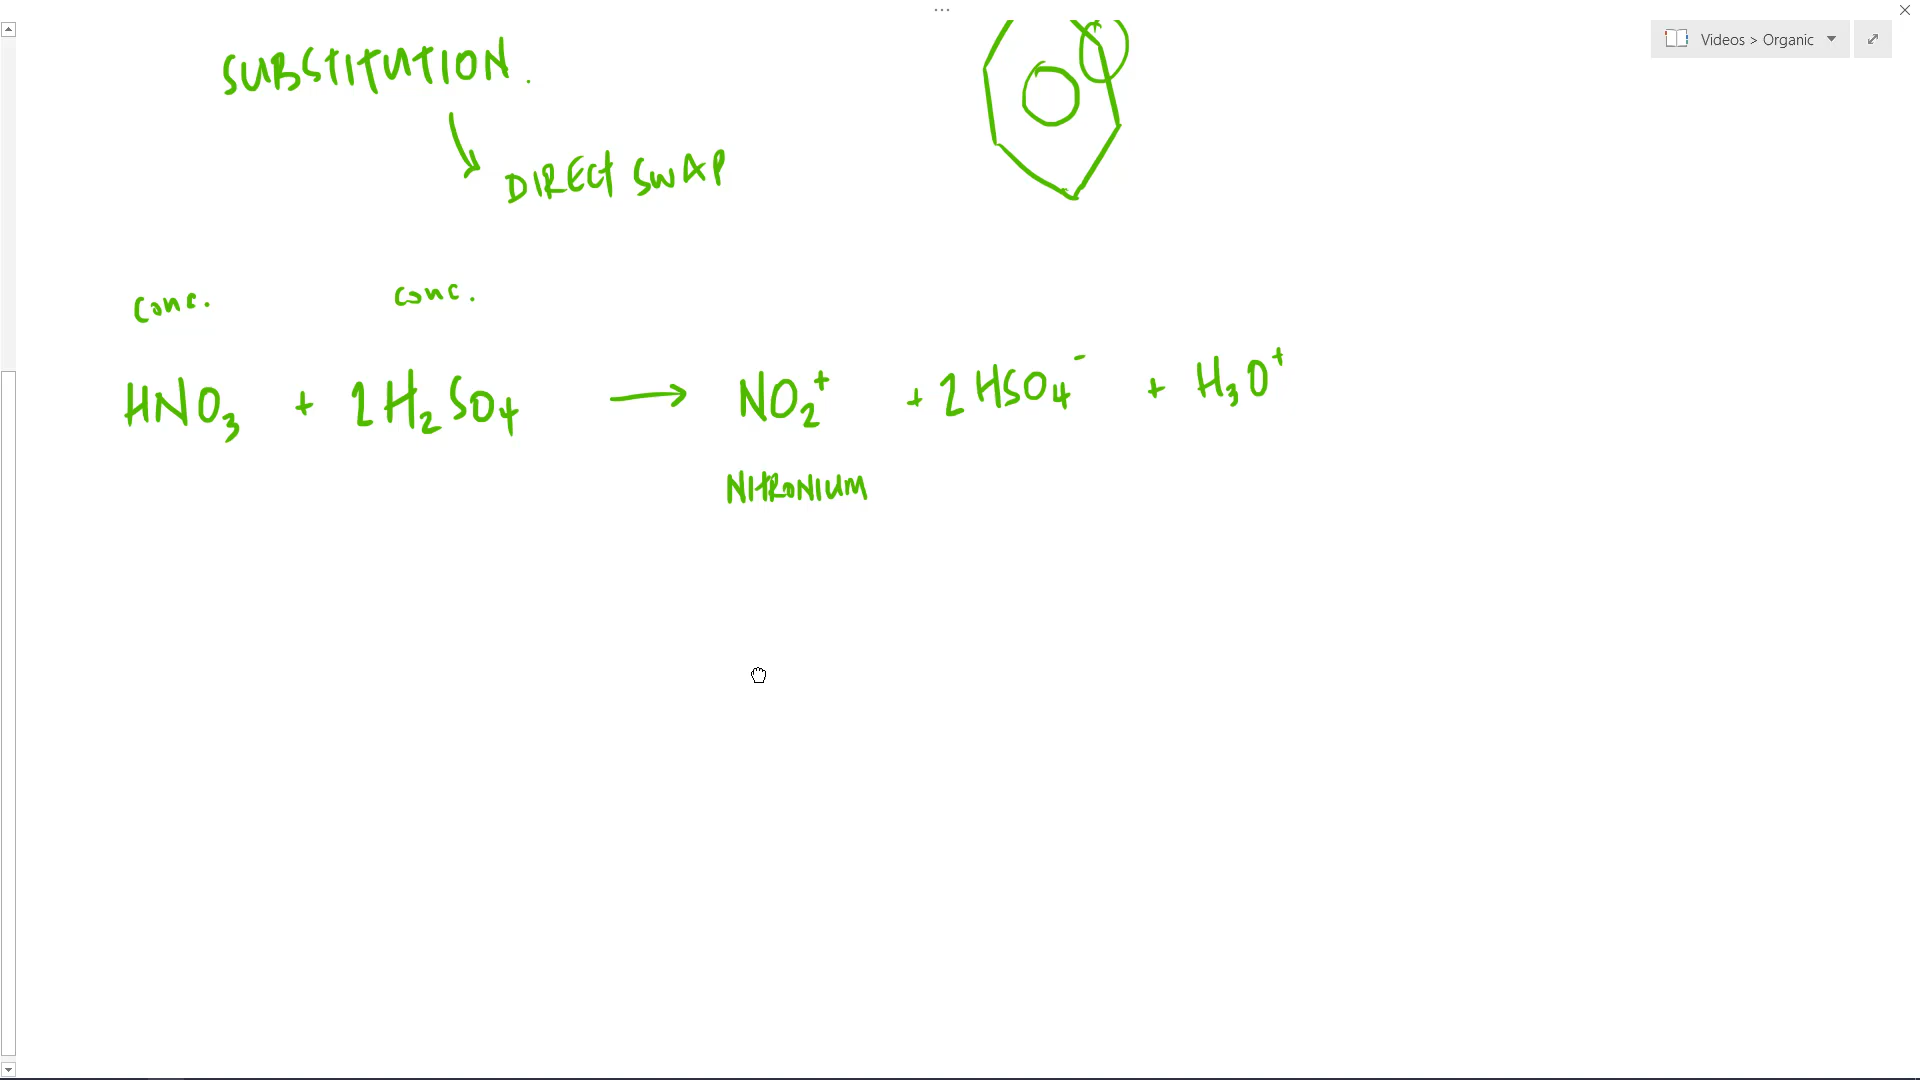 Videos > Organic
SUBSTITUTION.
DIRECT SWAP
conc. conc.
HNO₃ + 2H₂SO₄ → NO₂⁺ + 2HSO₄⁻ + H₃O⁺
NITRONIUM